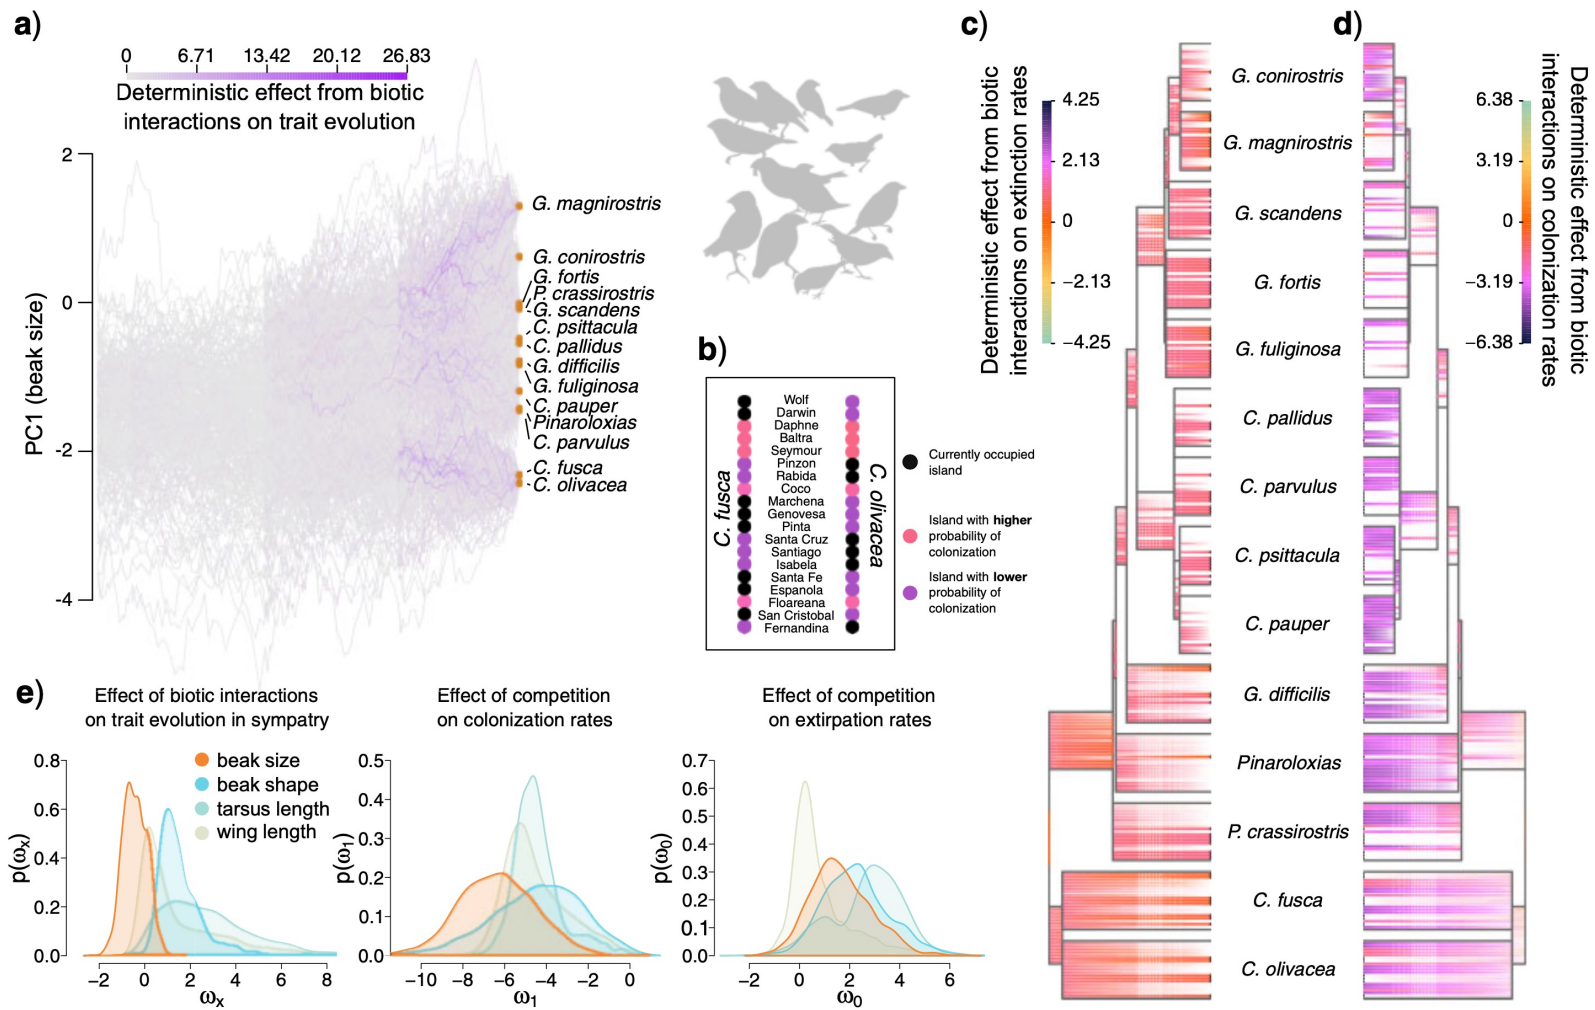 a)
0 6.71 13.42 20.12 26.83
Deterministic effect from biotic
interactions on trait evolution
PC1 (beak size)
2
0
-2
-4
G. magnirostris
G. conirostris
G. fortis
P. crassirostris
G. scandens
C. psittacula
C. pallidus
G. difficilis
G. fuliginosa
C. pauper
Pinaroloxias
C. parvulus
C. fusca
C. olivacea
b)
C. fusca
Wolf
Darwin
Daphne
Baltra
Seymour
Pinzon
Rabida
Coco
Marchena
Genovesa
Pinta
Santa Cruz
Santiago
Isabela
Santa Fe
Espanola
Floareana
San Cristobal
Fernandina
C. olivacea
Currently occupied
island
Island with higher
probability of
colonization
Island with lower
probability of
colonization
c)
Deterministic effect from biotic
interactions on extinction rates
4.25
2.13
0
−2.13
−4.25
G. conirostris
G. magnirostris
G. scandens
G. fortis
G. fuliginosa
C. pallidus
C. parvulus
C. psittacula
C. pauper
G. difficilis
Pinaroloxias
P. crassirostris
C. fusca
C. olivacea
d)
6.38
3.19
0
−3.19
−6.38
Deterministic effect from biotic
interactions on colonization rates
e)
Effect of biotic interactions
on trait evolution in sympatry
p(ωx)
0.8
0.6
0.4
0.2
0.0
−2 0 2 4 6 8
ωx
beak size
beak shape
tarsus length
wing length
Effect of competition
on colonization rates
p(ω1)
0.5
0.4
0.3
0.2
0.1
0.0
−10 −8 −6 −4 −2 0
ω1
Effect of competition
on extirpation rates
p(ω0)
0.7
0.6
0.5
0.4
0.3
0.2
0.1
0.0
−2 0 2 4 6
ω0